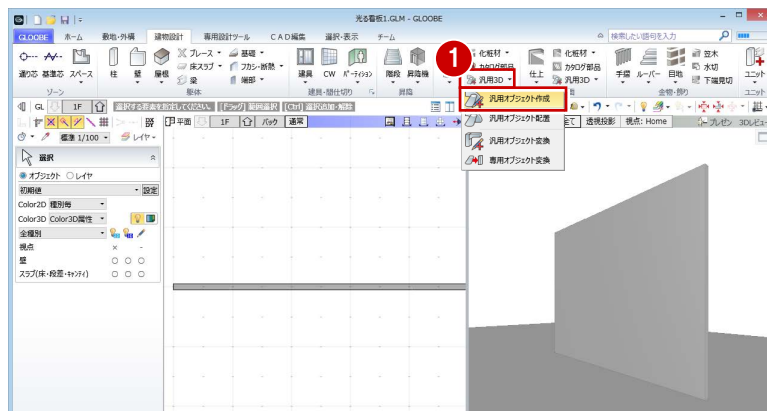 光る看板1.GLM - GLOOBE
GLOOBE ホーム 敷地・外構 建物設計 専用設計ツール CAD編集 選択・表示 チーム 検索したい語句を入力
通り芯 基準芯 スペース 柱 壁 屋根 ブレース 基礎 床スラブ フカシ・断熱 梁 端部 建具 CW パーティション 階段 昇降機 化粧材 カタログ部品 汎用3D 仕上 化粧材 カタログ部品 汎用3D 手摺 ルーバー 目地 笠木 水切 下端見切 ユニット
ゾーン 躯体 建具・間仕切り 昇降 金物・飾り ユニット
1
GL 1F 選択する要素を指定してください [ドラッグ] 範囲選択 [Ctrl] 選択追加・解除
汎用オブジェクト作成
汎用オブジェクト配置
汎用オブジェクト変換
専用オブジェクト変換
平面 1F バック 通常
全て 透視投影 視点: Home プレゼン 3Dビュー
標準 1/100 レイヤ
選択
オブジェクト レイヤ
初期値 設定
Color2D 種別毎
Color3D Color3D属性
全種別
視点 × -
壁 ○ ○ ○
スラブ(床・段差・キャンティ) ○ ○ ○